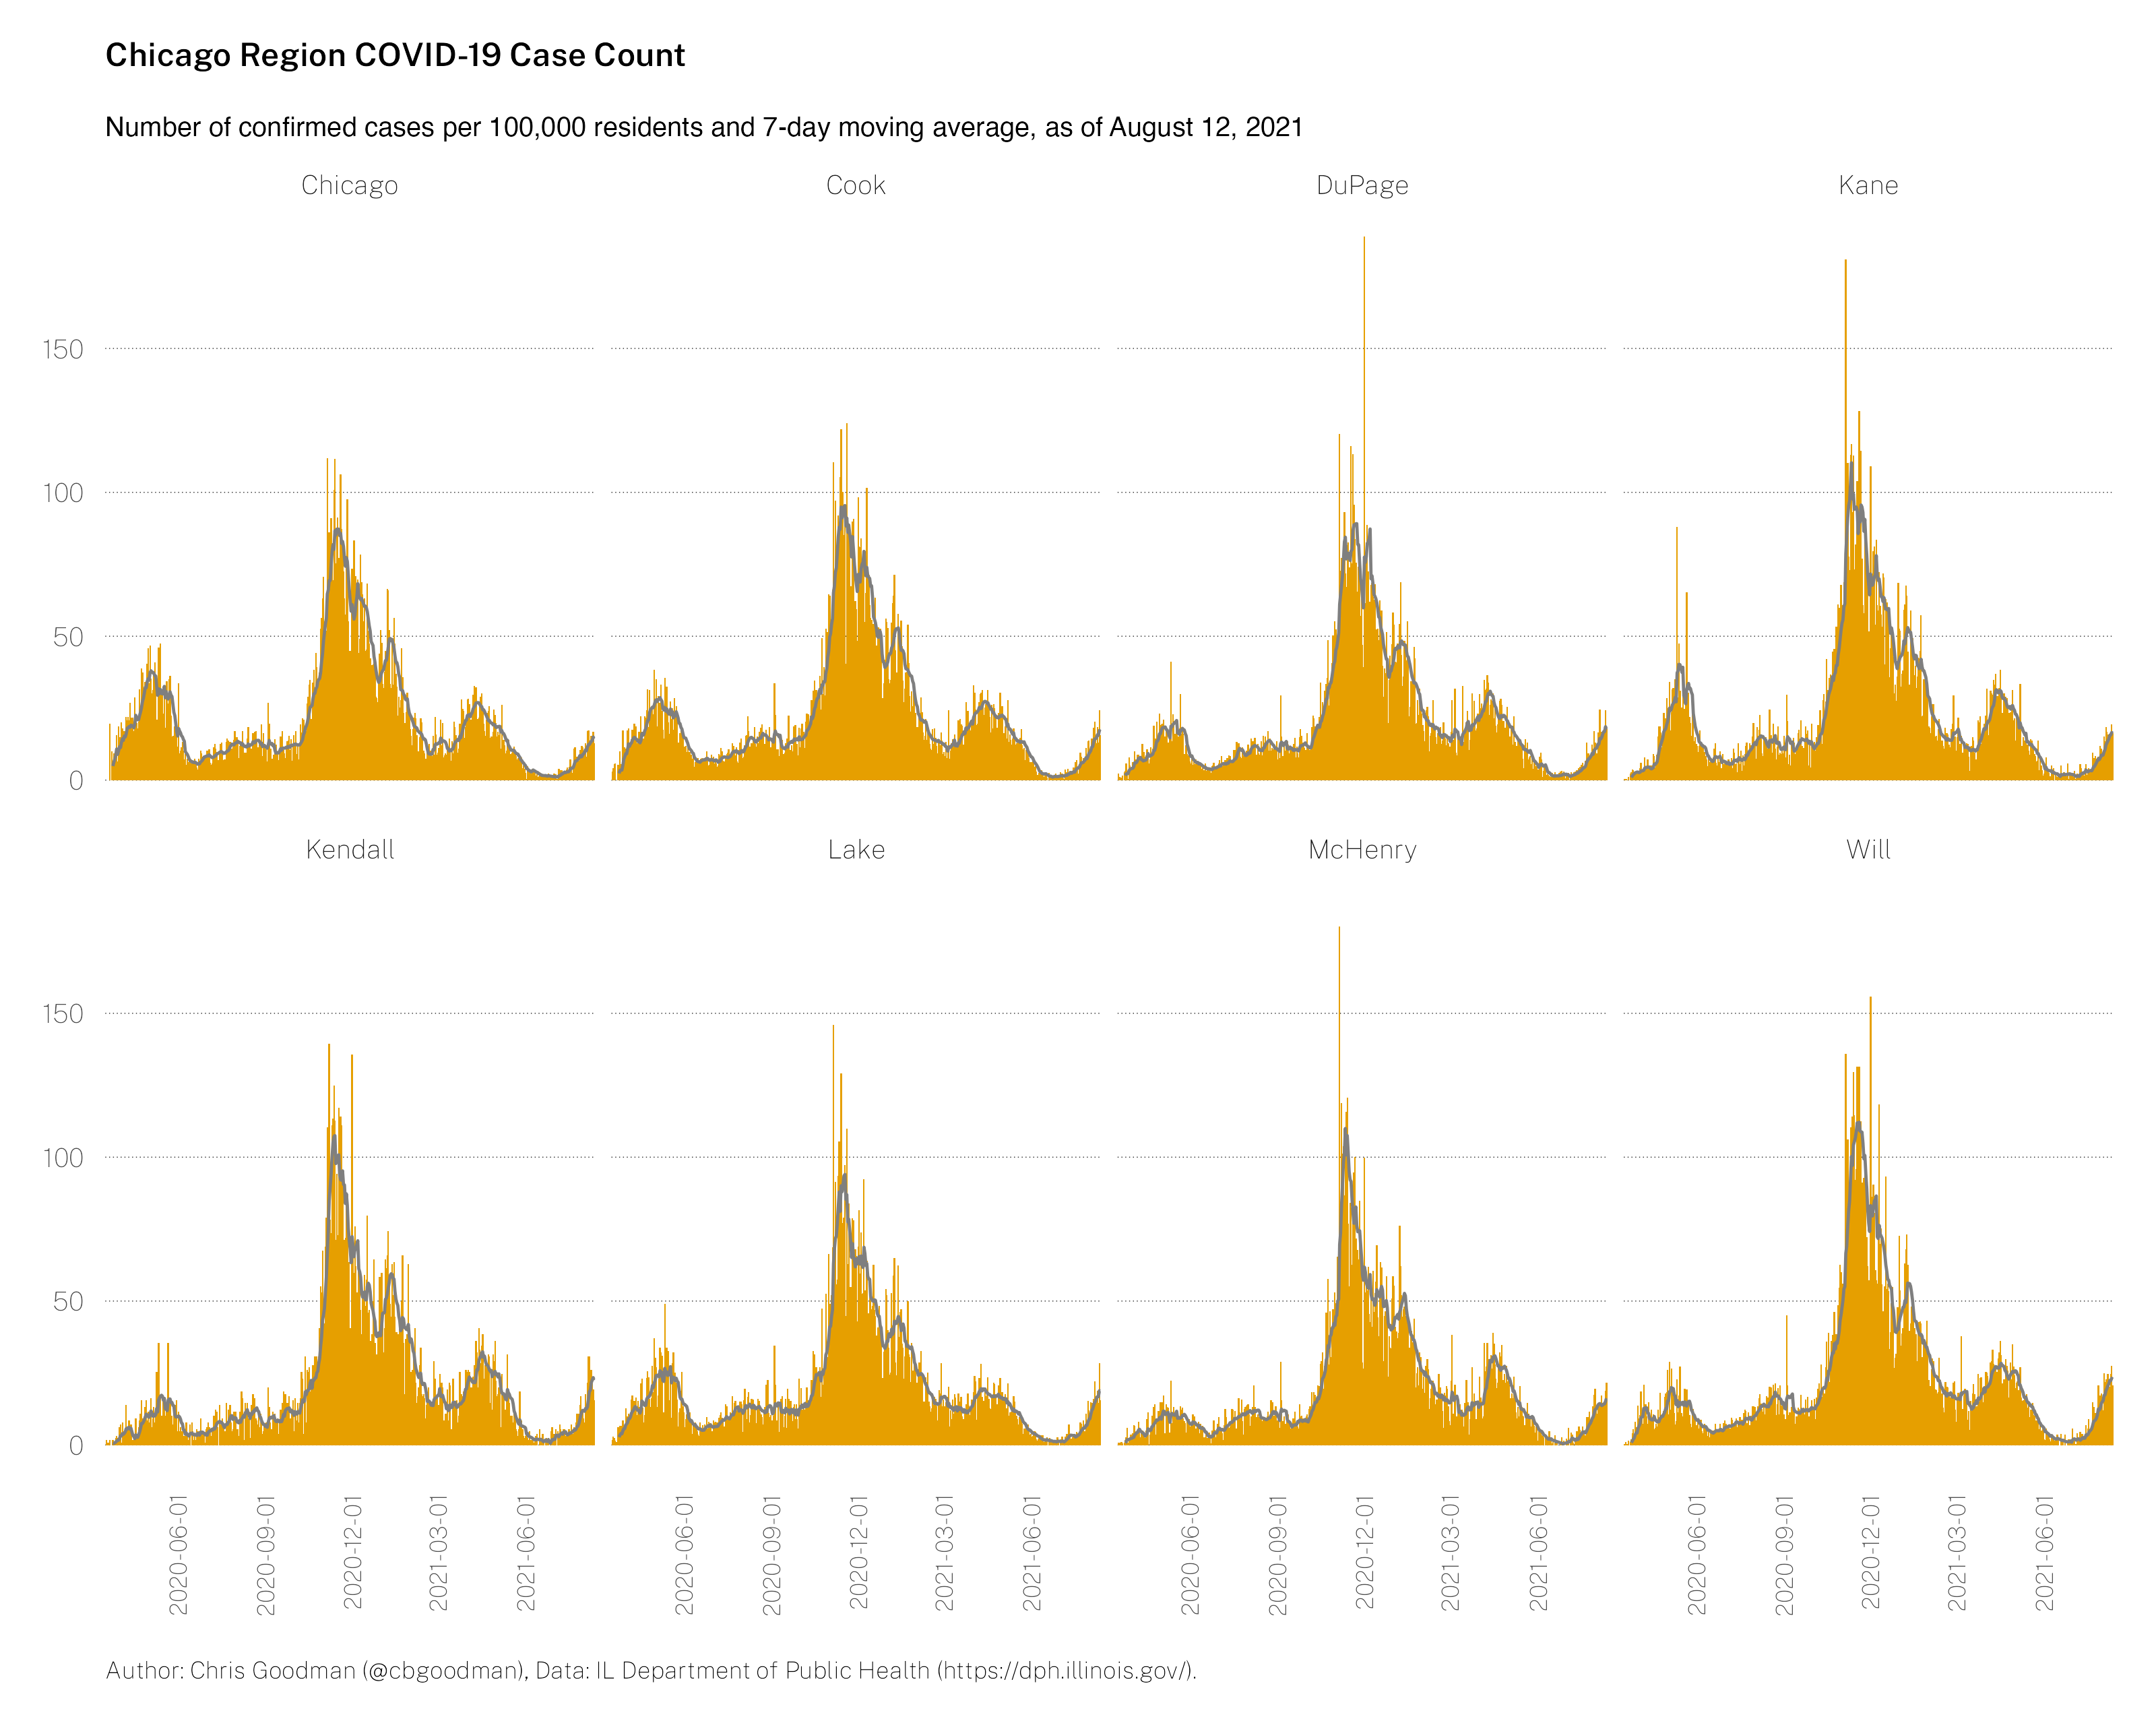 Chicago Region COVID-19 Case Count
Number of confirmed cases per 100,000 residents and 7-day moving average, as of August 12, 2021
Chicago Cook DuPage Kane
150
100
50
0
Kendall Lake McHenry Will
150
100
50
0
2020-06-01 2020-09-01 2020-12-01 2021-03-01 2021-06-01 2020-06-01 2020-09-01 2020-12-01 2021-03-01 2021-06-01 2020-06-01 2020-09-01 2020-12-01 2021-03-01 2021-06-01 2020-06-01 2020-09-01 2020-12-01 2021-03-01 2021-06-01
Author: Chris Goodman (@cbgoodman), Data: IL Department of Public Health (https://dph.illinois.gov/).